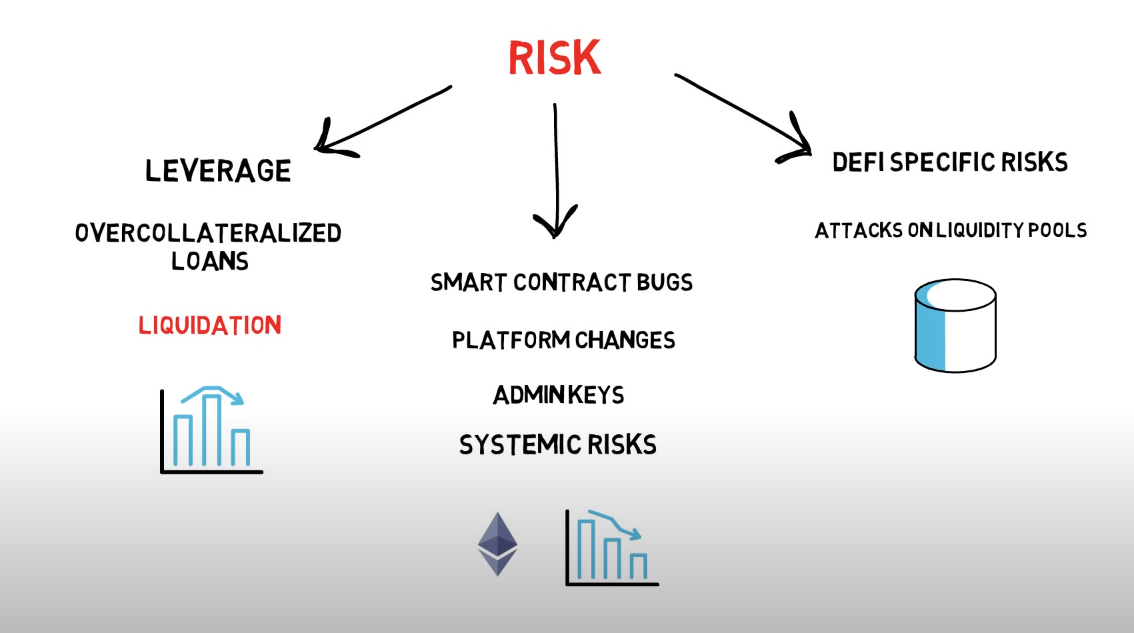 RISK
LEVERAGE
OVERCOLLATERALIZED
LOANS
LIQUIDATION
SMART CONTRACT BUGS
PLATFORM CHANGES
ADMIN KEYS
SYSTEMIC RISKS
DEFI SPECIFIC RISKS
ATTACKS ON LIQUIDITY POOLS